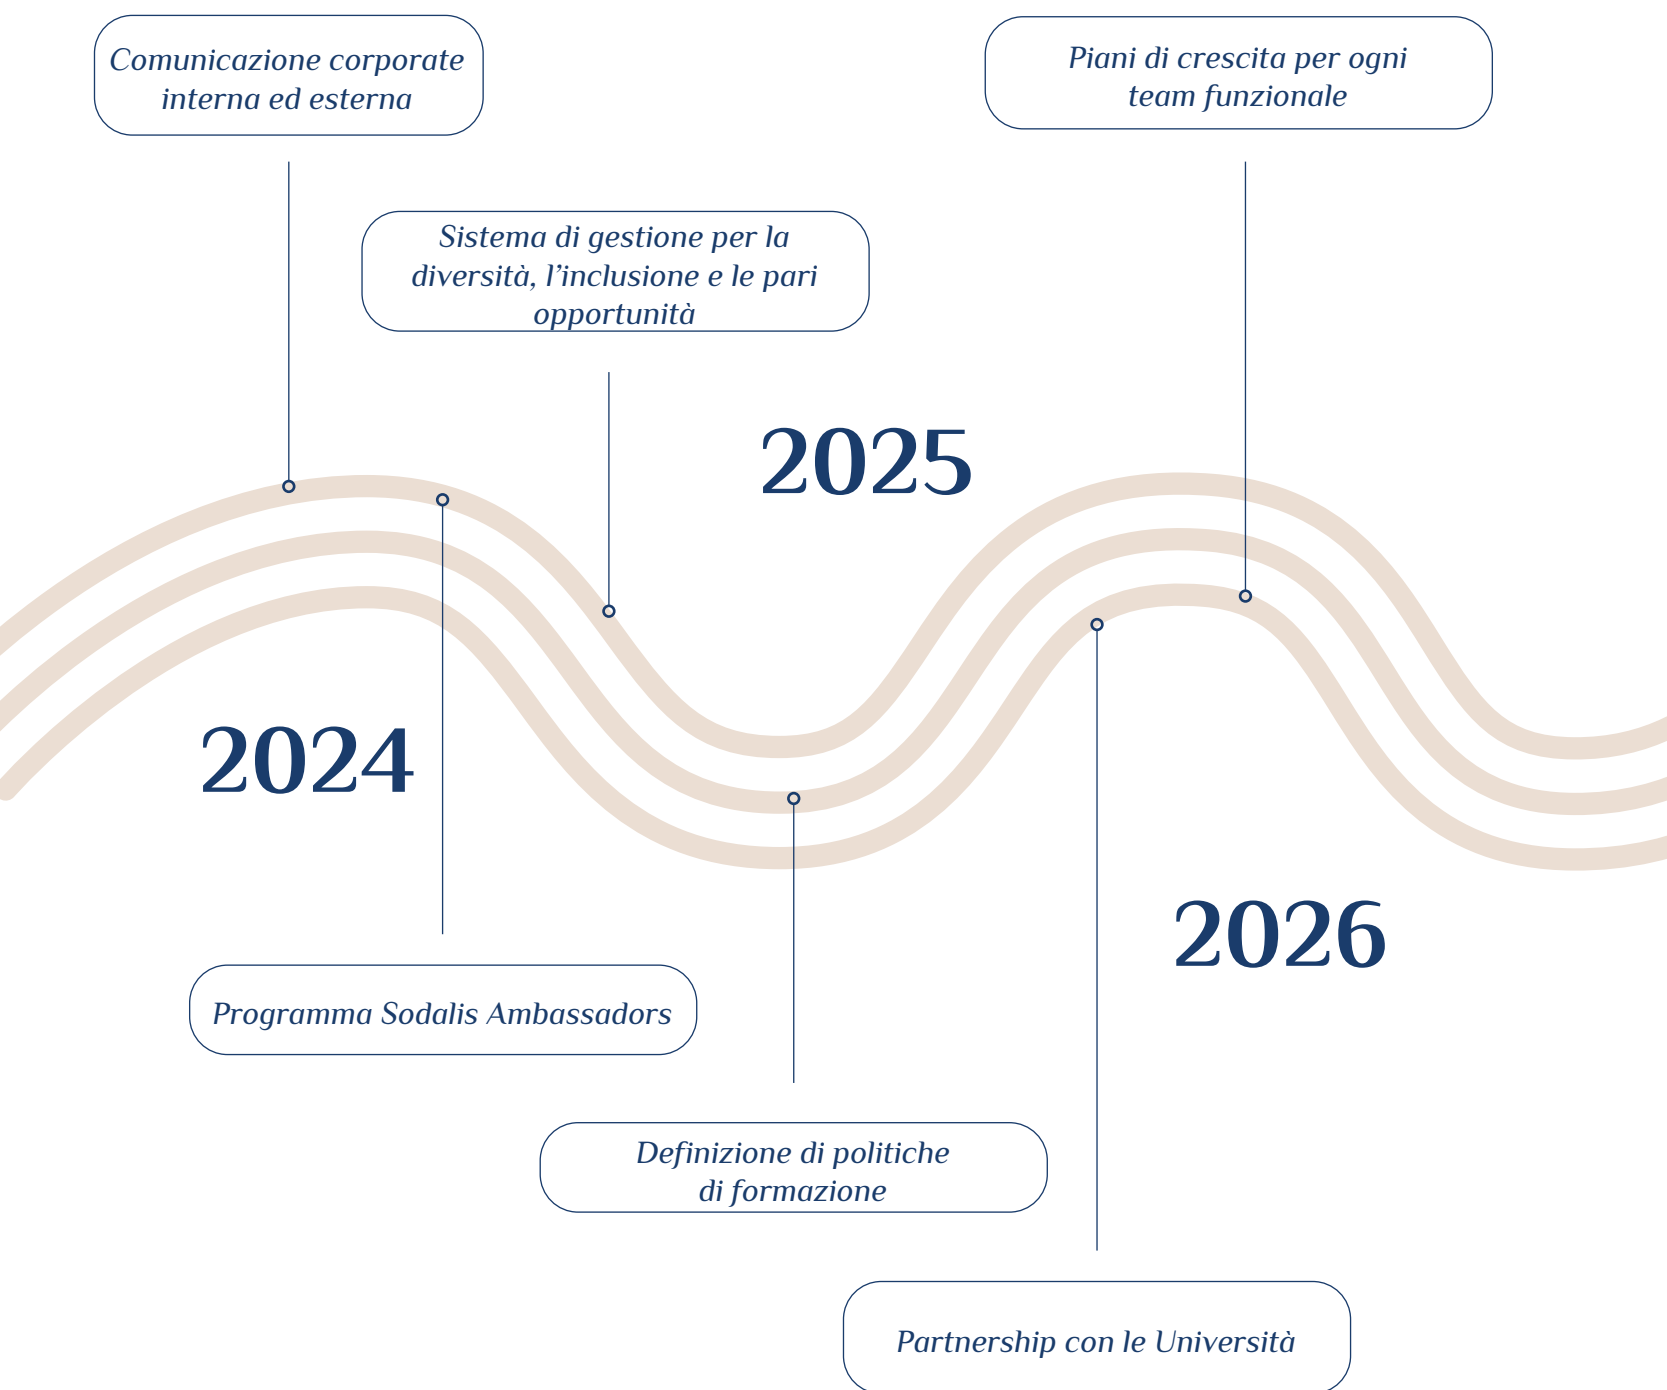 Comunicazione corporate
interna ed esterna
Piani di crescita per ogni
team funzionale
Sistema di gestione per la
diversità, l’inclusione e le pari
opportunità
2025
2024
2026
Programma Sodalis Ambassadors
Definizione di politiche
di formazione
Partnership con le Università